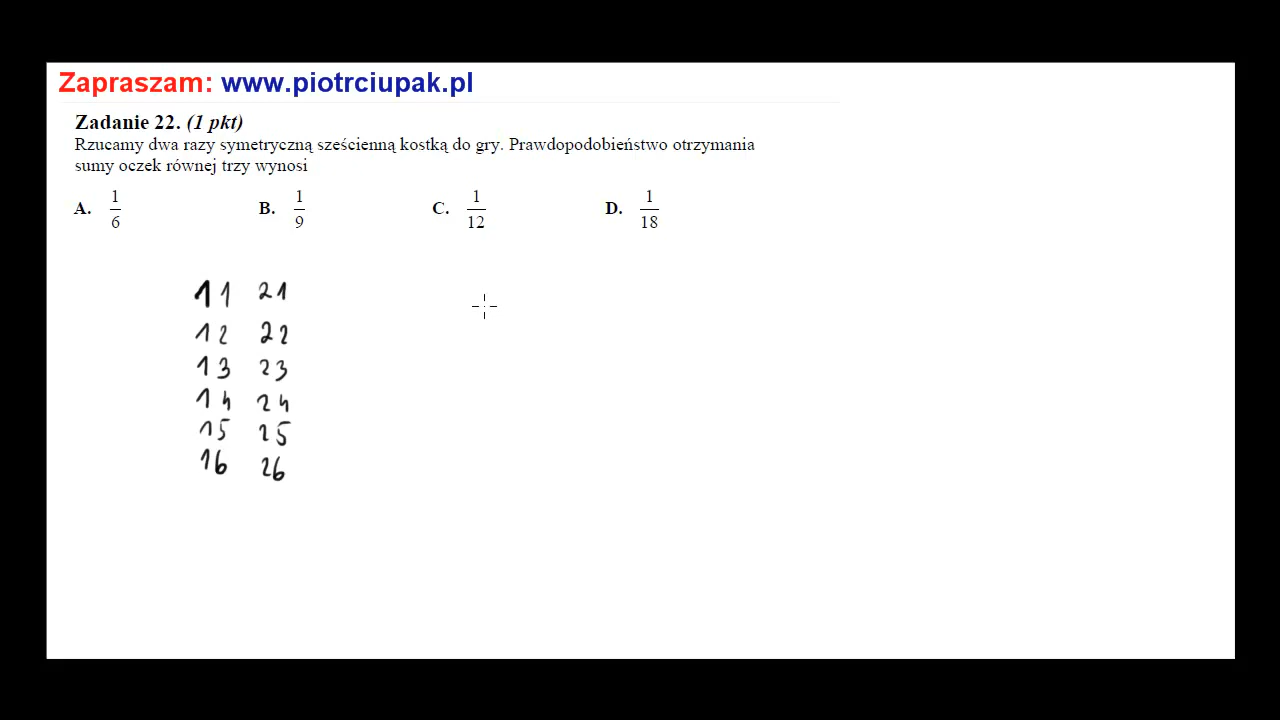 Zapraszam: www.piotrciupak.pl
Zadanie 22. (1 pkt)
Rzucamy dwa razy symetryczną sześcienną kostką do gry. Prawdopodobieństwo otrzymania
sumy oczek równej trzy wynosi
A. 1/6 B. 1/9 C. 1/12 D. 1/18
11 21
12 22
13 23
14 24
15 25
16 26